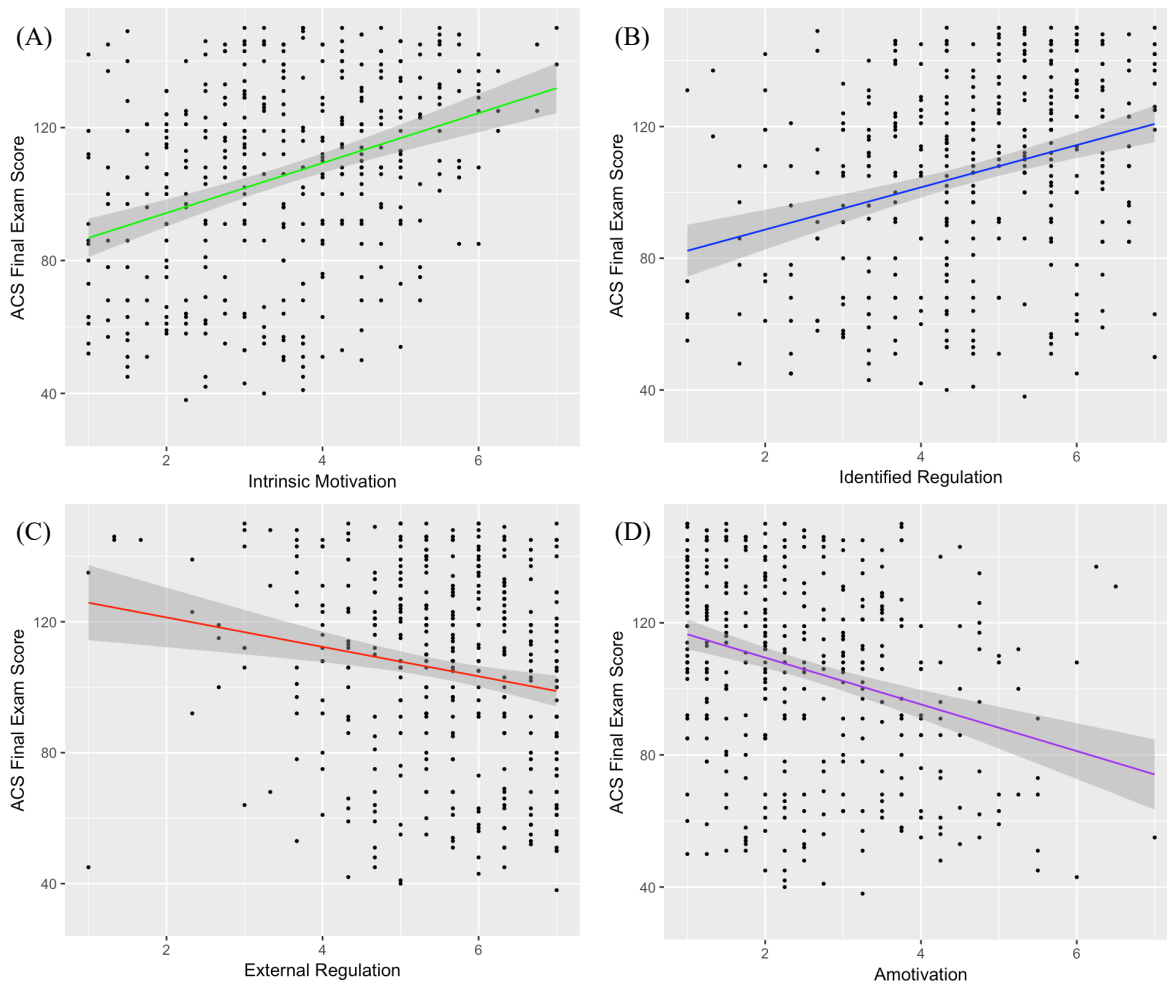 (A)
ACS Final Exam Score
120
80
40
2 4 6
Intrinsic Motivation
(B)
ACS Final Exam Score
120
80
40
2 4 6
Identified Regulation
(C)
ACS Final Exam Score
120
80
40
2 4 6
External Regulation
(D)
ACS Final Exam Score
120
80
40
2 4 6
Amotivation